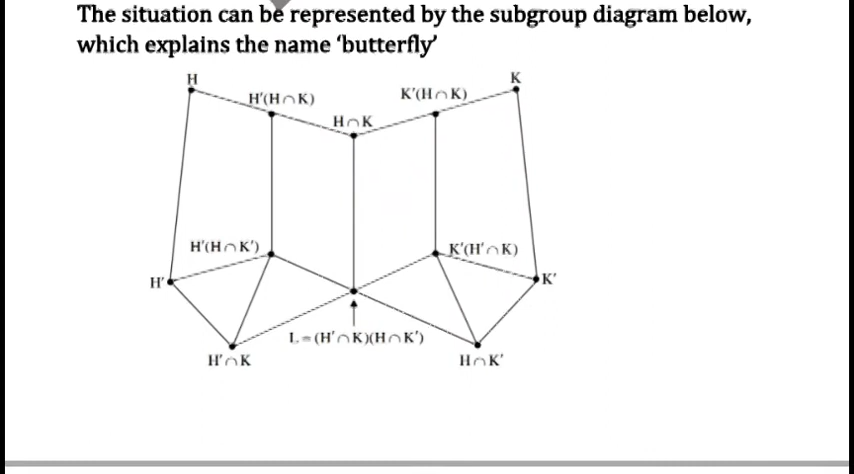 The situation can be represented by the subgroup diagram below,
which explains the name ‘butterfly’
H
K
H'(H∩K)
K'(H∩K)
H∩K
H'(H∩K')
K'(H'∩K)
H'
K'
L=(H'∩K)(H∩K')
H'∩K
H∩K'